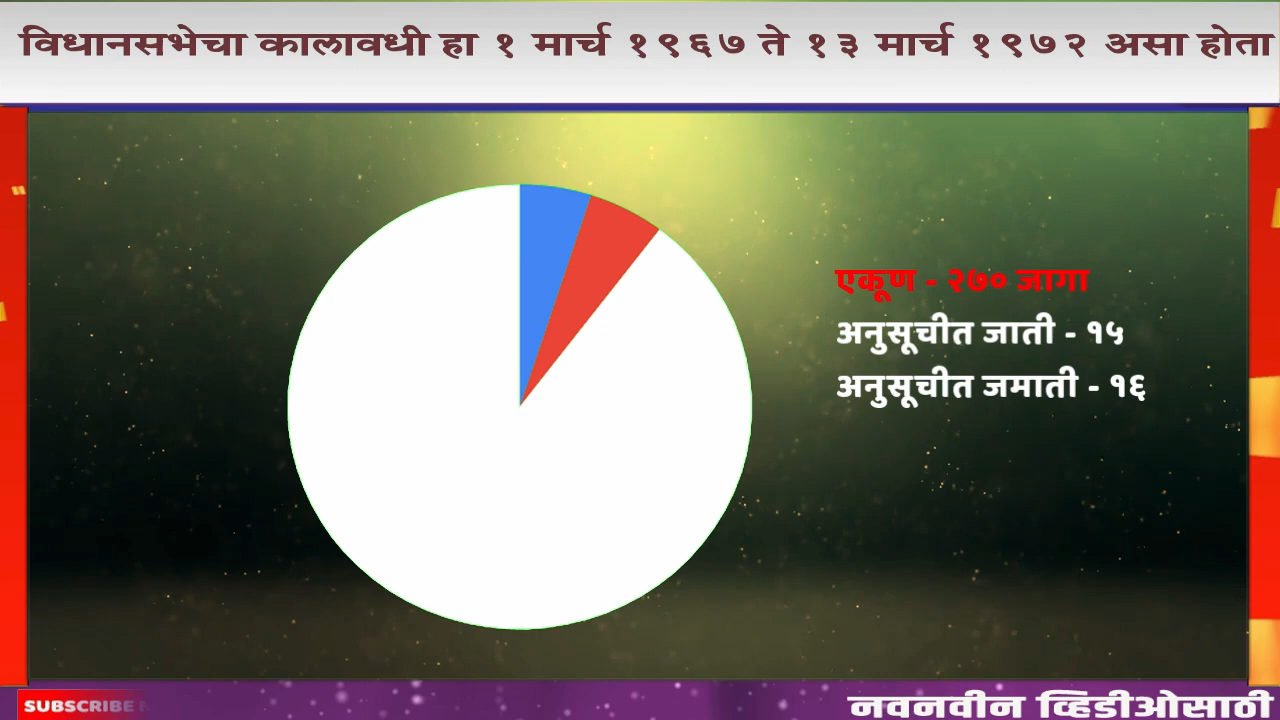 विधानसभेचा कालावधी हा १ मार्च १९६७ ते १३ मार्च १९७२ असा होता
एकूण - २७० जागा
अनुसूचीत जाती - १५
अनुसूचीत जमाती - १६
SUBSCRIBE
नवनवीन व्हिडीओसाठी